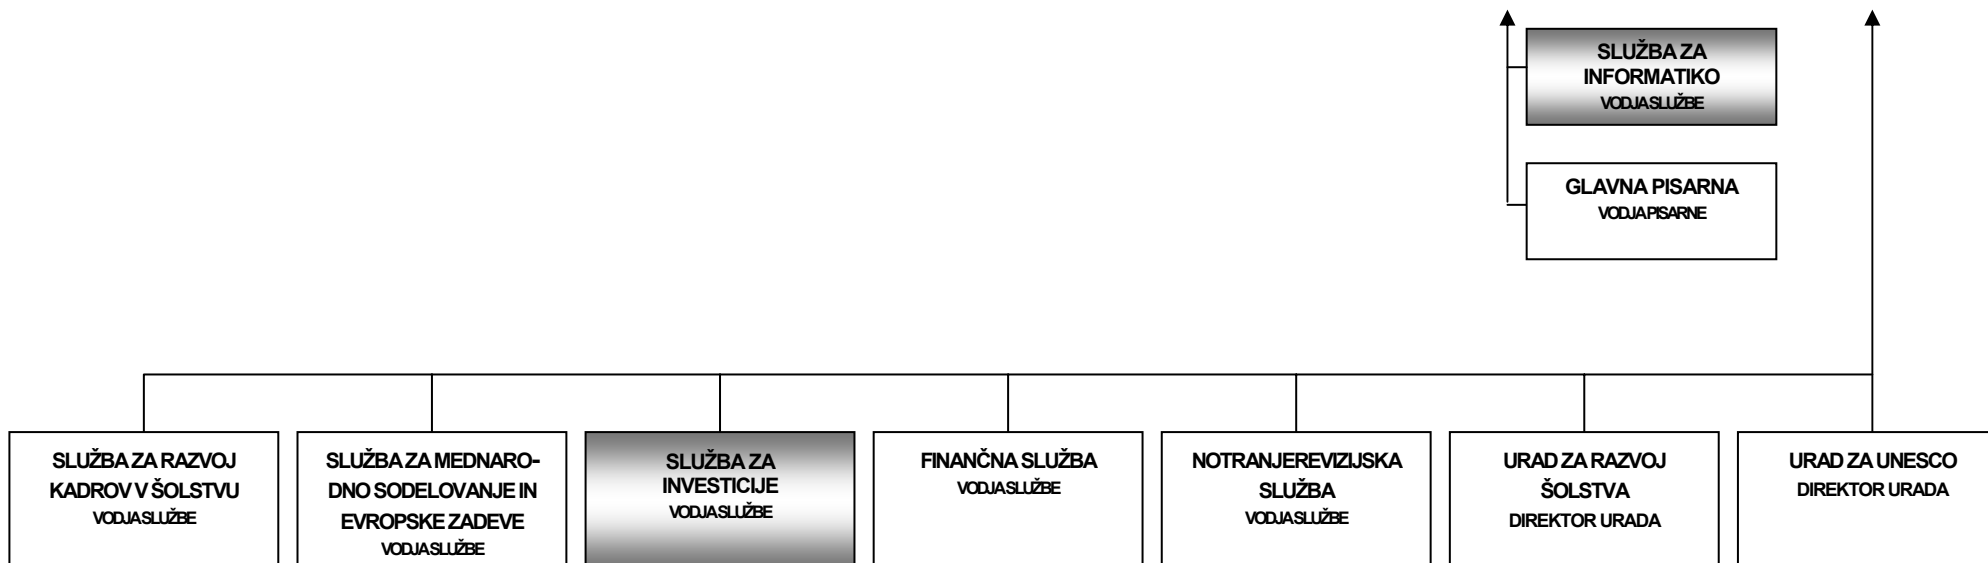 SLUŽBA ZA
INFORMATIKO
VODJA SLUŽBE
GLAVNA PISARNA
VODJA PISARNE
SLUŽBA ZA RAZVOJ
KADROV V ŠOLSTVU
VODJA SLUŽBE
SLUŽBA ZA MEDNARO-
DNO SODELOVANJE IN
EVROPSKE ZADEVE
VODJA SLUŽBE
SLUŽBA ZA
INVESTICIJE
VODJA SLUŽBE
FINANČNA SLUŽBA
VODJA SLUŽBE
NOTRANJEREVIZIJSKA
SLUŽBA
VODJA SLUŽBE
URAD ZA RAZVOJ
ŠOLSTVA
DIREKTOR URADA
URAD ZA UNESCO
DIREKTOR URADA